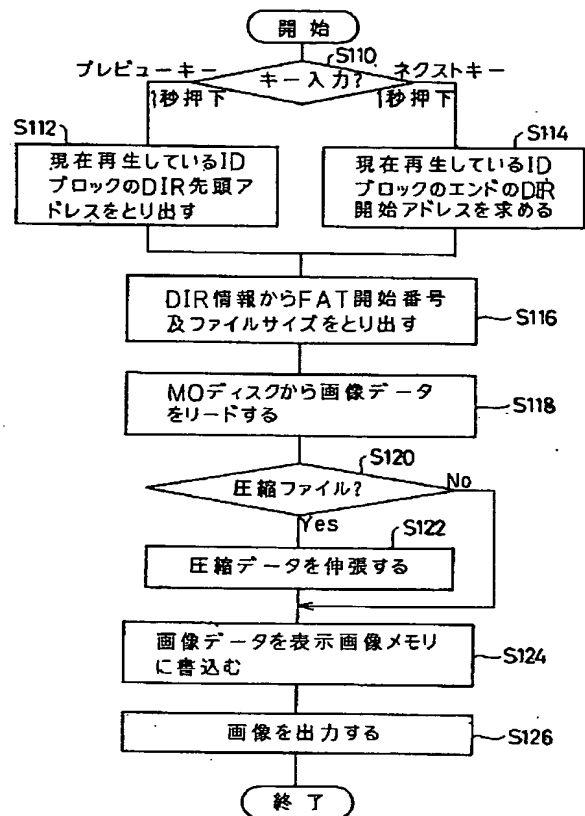 開始
S110
プレビューキー
キー入力?
ネクストキー
1秒押下
1秒押下
S112
現在再生しているID
ブロックのDIR先頭ア
ドレスをとり出す
S114
現在再生しているID
ブロックのエンドのDIR
開始アドレスを求める
DIR情報からFAT開始番号
及ファイルサイズをとり出す
S116
MOディスクから画像データ
をリードする
S118
S120
圧縮ファイル?
No
Yes
S122
圧縮データを伸張する
画像データを表示画像メモリ
に書込む
S124
画像を出力する
S126
終了